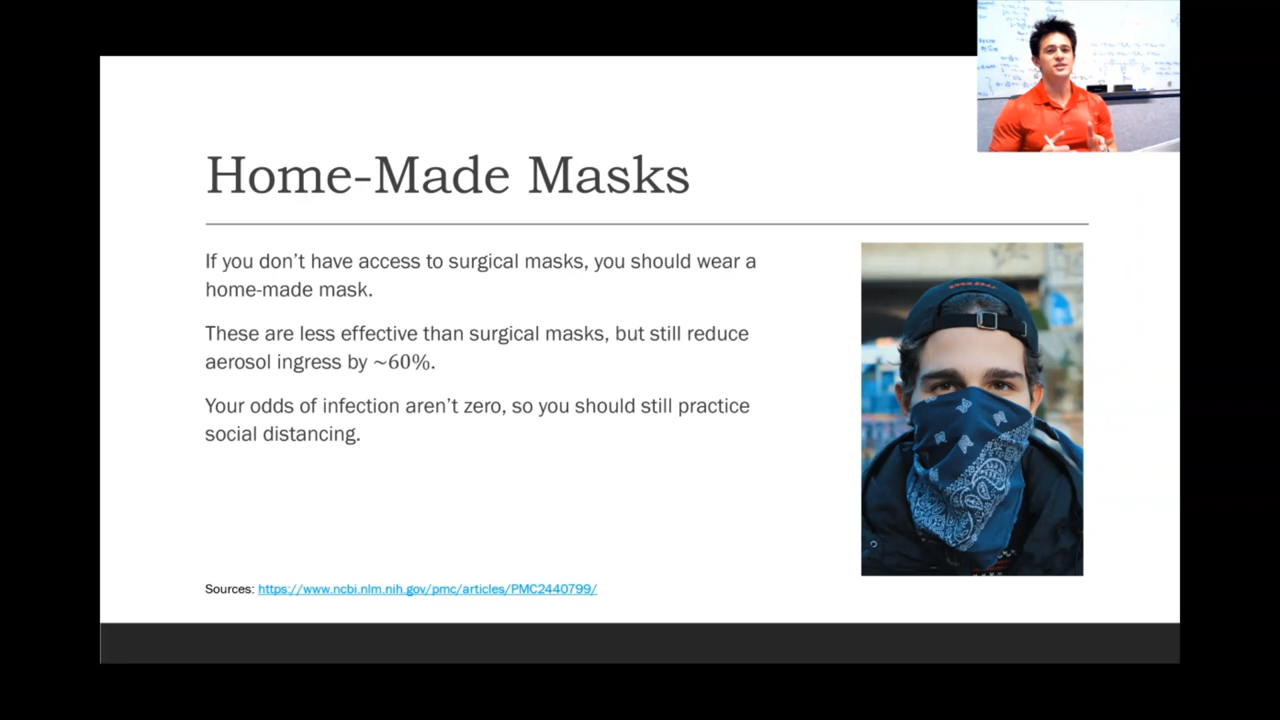 Home-Made Masks
If you don't have access to surgical masks, you should wear a
home-made mask.
These are less effective than surgical masks, but still reduce
aerosol ingress by ~60%.
Your odds of infection aren't zero, so you should still practice
social distancing.
Sources: https://www.ncbi.nlm.nih.gov/pmc/articles/PMC2440799/